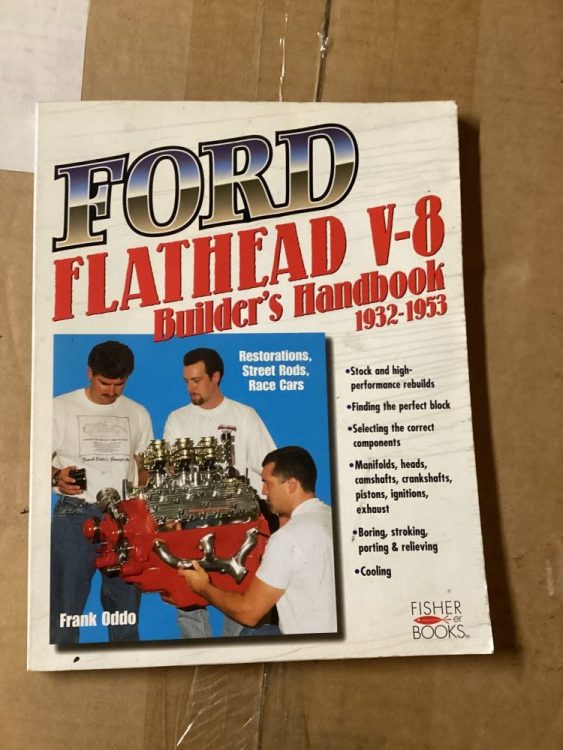 FORD
FLATHEAD V-8
Builder's Handbook
1932-1953
Restorations,
Street Rods,
Race Cars
•Stock and high-
performance rebuilds
•Finding the perfect block
•Selecting the correct
components
•Manifolds, heads,
camshafts, crankshafts,
pistons, ignitions,
exhaust
•Boring, stroking,
porting & relieving
•Cooling
Frank Oddo
FISHER
er
BOOKS™